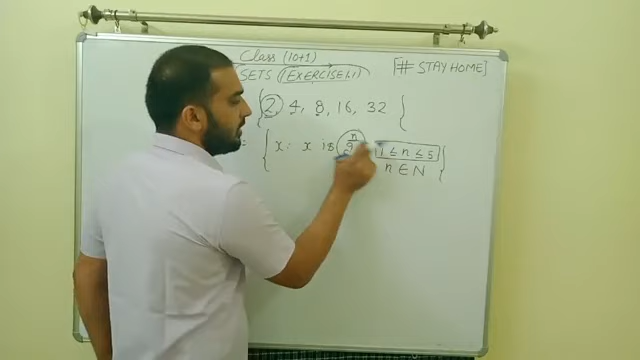 Class (10+1)
SETS (EXERCISE 1.1) [# STAY HOME]
{2, 4, 8, 16, 32 }
= { x : x is 2ⁿ 1 ≤ n ≤ 5
n ∈ N }